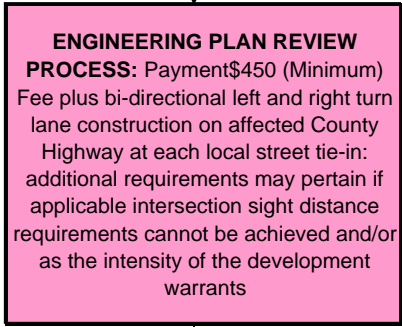 ENGINEERING PLAN REVIEW
PROCESS: Payment$450 (Minimum)
Fee plus bi-directional left and right turn
lane construction on affected County
Highway at each local street tie-in:
additional requirements may pertain if
applicable intersection sight distance
requirements cannot be achieved and/or
as the intensity of the development
warrants